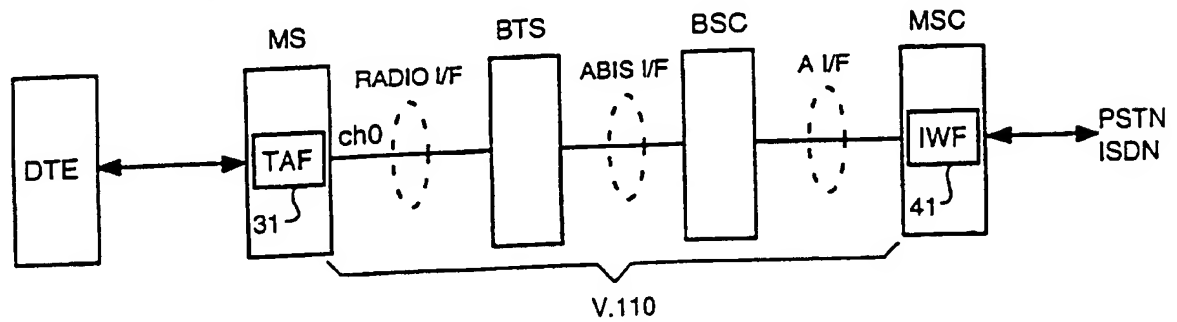 MS
BTS
BSC
MSC
RADIO I/F
ABIS I/F
A I/F
DTE
TAF
ch0
IWF
PSTN
ISDN
31
41
V.110